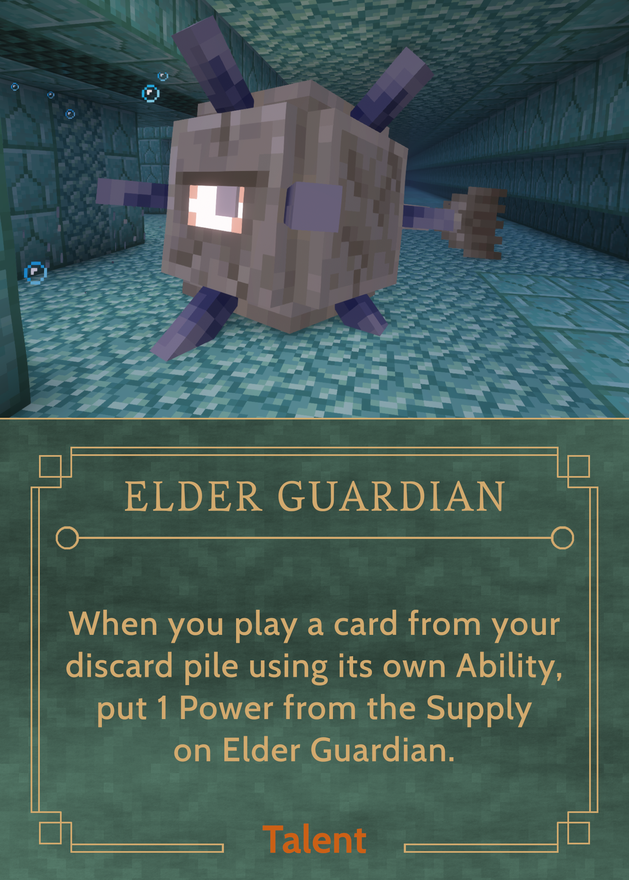 ELDER GUARDIAN
When you play a card from your
discard pile using its own Ability,
put 1 Power from the Supply
on Elder Guardian.
Talent